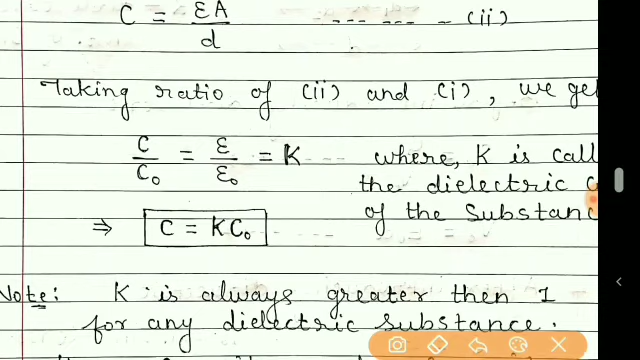 C = εA/d --- --- - (ii)
Taking ratio of (ii) and (i), we get
C/C₀ = ε/ε₀ = K where, K is call
the dielectric c
of the Substanc
⇒ C = KC₀
Note: K is always greater then 1
for any dielectric substance.